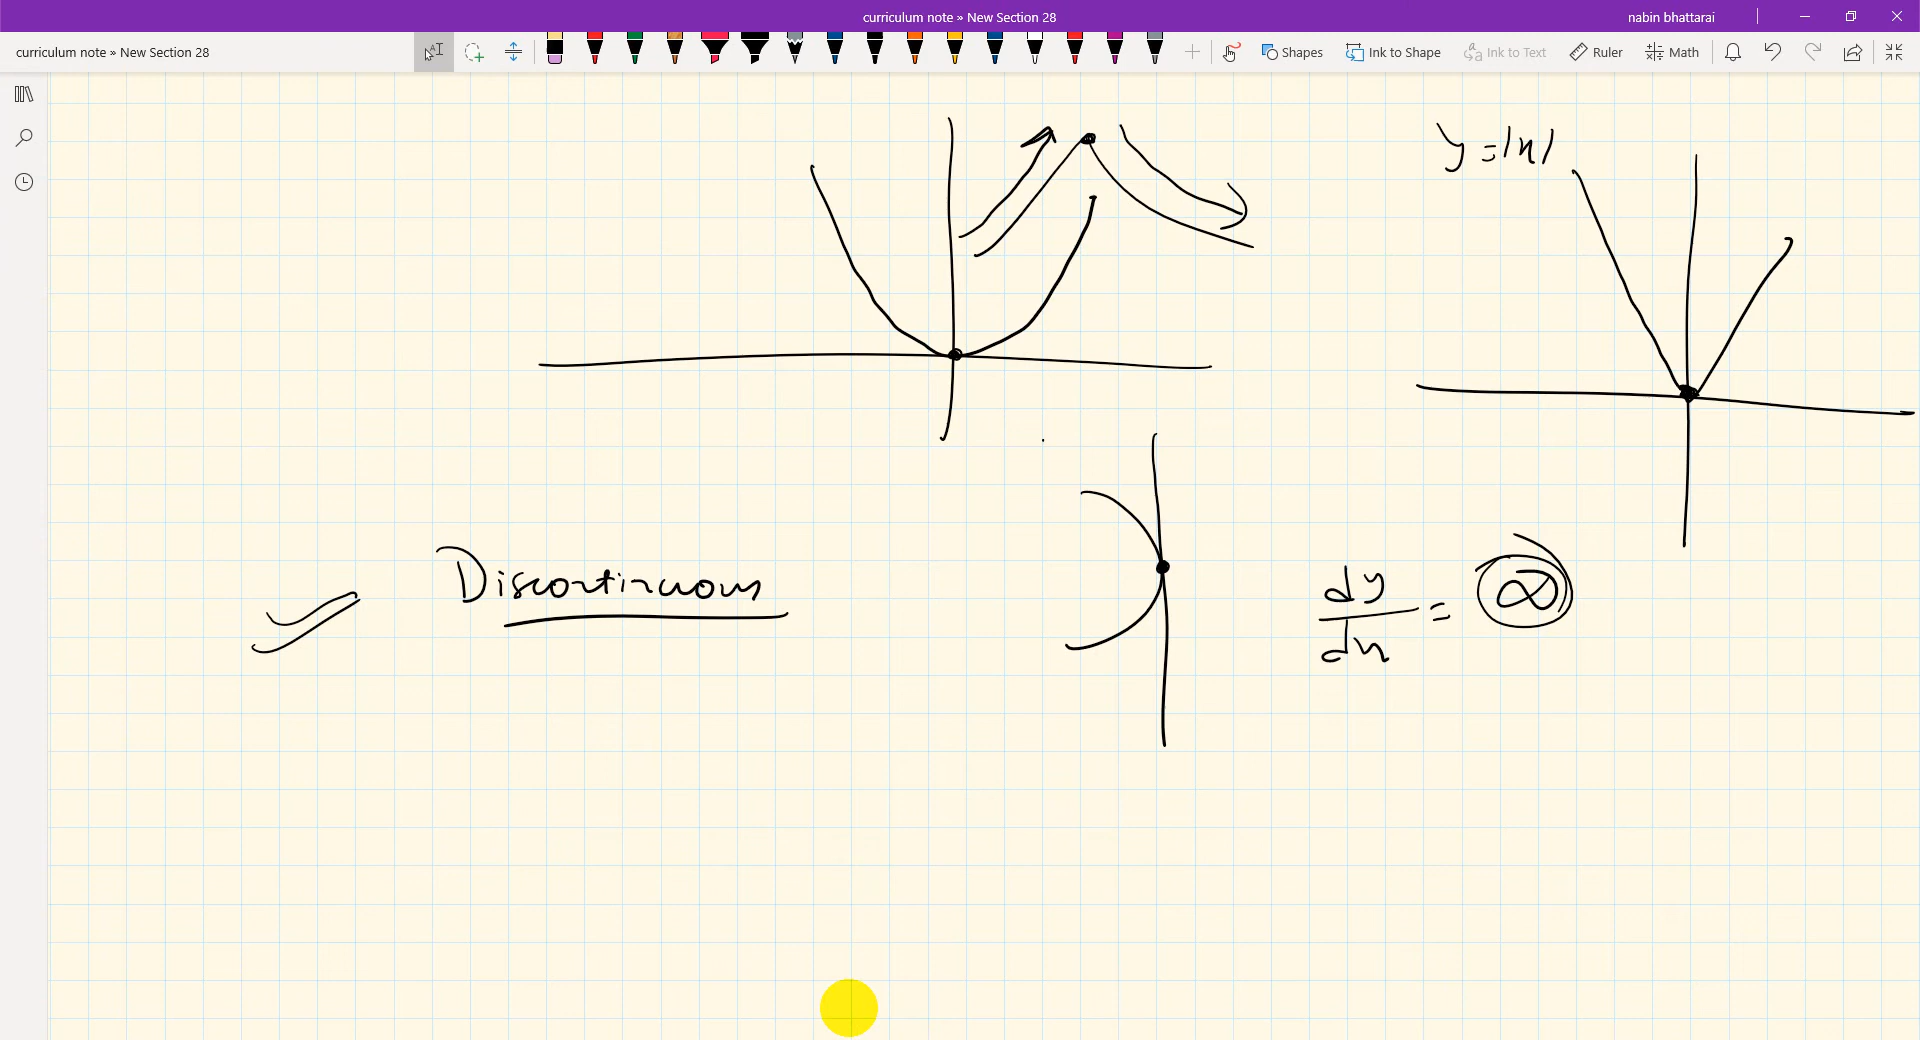 curriculum note » New Section 28
nabin bhattarai
curriculum note » New Section 28
Shapes
Ink to Shape
Ink to Text
Ruler
Math
y = |x|
Discontinuous
dy/dx = ∞